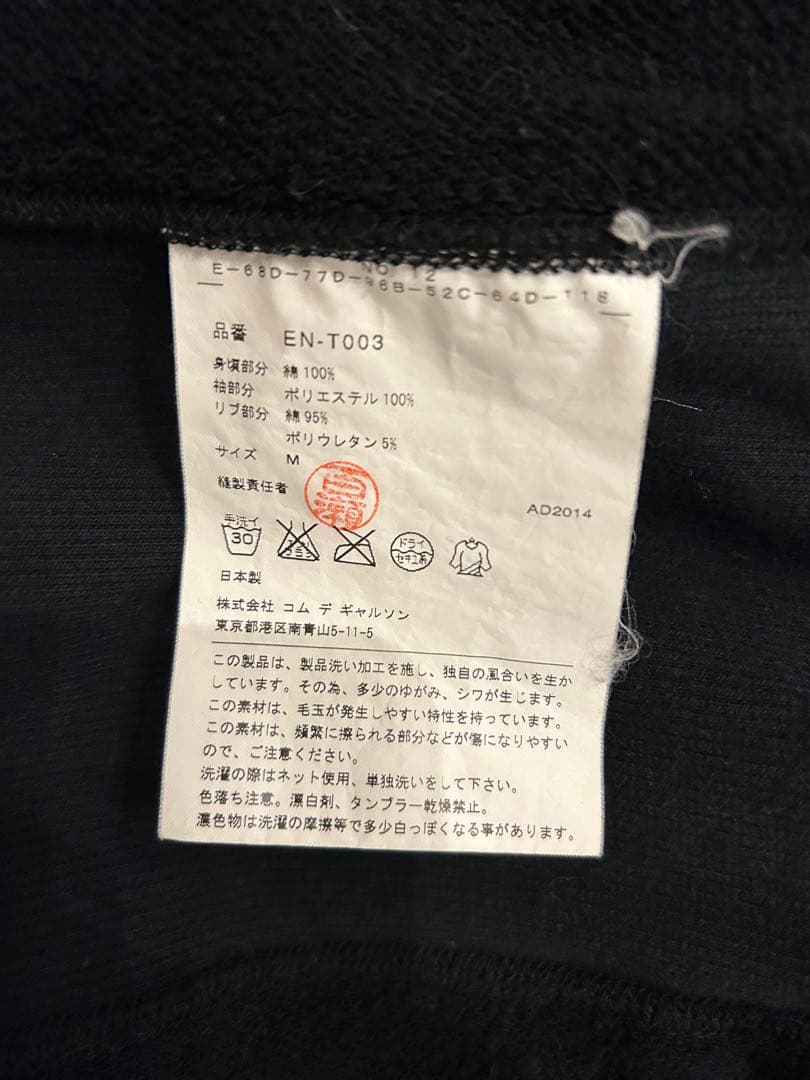 NO. 12
E-68D-77D-96B-52C-64D-118
品番 EN-T003
身頃部分 綿 100%
袖部分 ポリエステル 100%
リブ部分 綿 95%
ポリウレタン 5%
サイズ M
縫製責任者
AD2014
手洗イ 30 ドライ セキユ系
日本製
株式会社 コム デ ギャルソン
東京都港区南青山5-11-5
この製品は、製品洗い加工を施し、独自の風合いを生か
しています。その為、多少のゆがみ、シワが生じます。
この素材は、毛玉が発生しやすい特性を持っています。
この素材は、頻繁に擦られる部分などが傷になりやすい
ので、ご注意ください。
洗濯の際はネット使用、単独洗いをして下さい。
色落ち注意。漂白剤、タンブラー乾燥禁止。
濃色物は洗濯の摩擦等で多少白っぽくなる事があります。